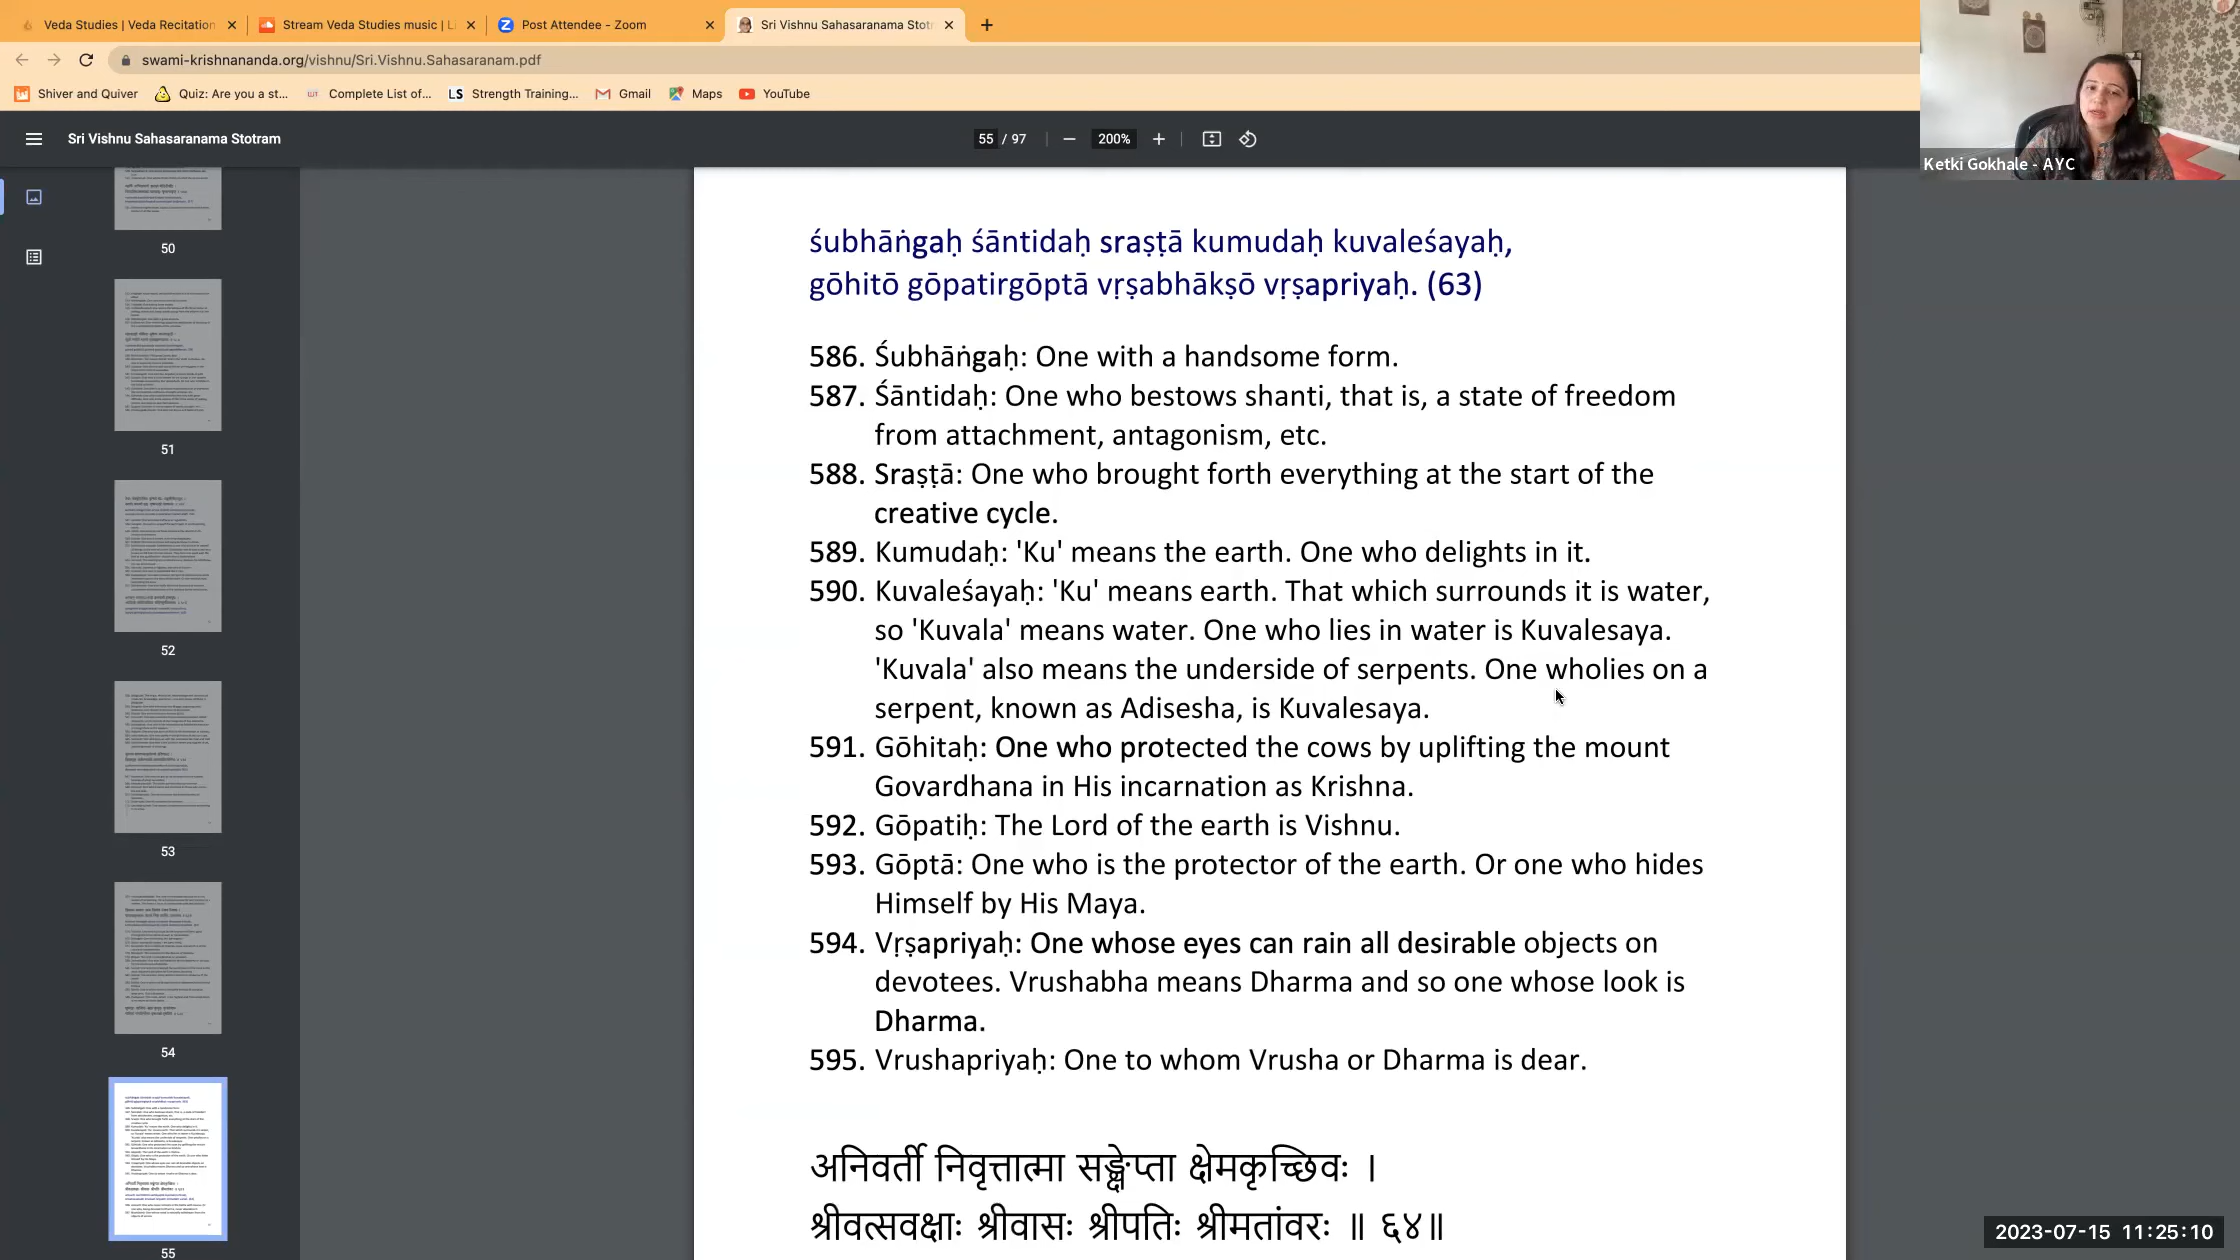 Veda Studies | Veda Recitation
Stream Veda Studies music | Li
Post Attendee - Zoom
Sri Vishnu Sahasaranama Stotr
swami-krishnananda.org/vishnu/Sri.Vishnu.Sahasaranam.pdf
Shiver and Quiver
Quiz: Are you a st...
Complete List of...
LS Strength Training...
Gmail
Maps
YouTube
Ketki Gokhale - AYC
Sri Vishnu Sahasaranama Stotram
55 / 97
200%
50
51
52
53
54
55
śubhāṅgaḥ śāntidaḥ sraṣṭā kumudaḥ kuvaleśayaḥ,
gōhitō gōpatirgōptā vṛṣabhākṣō vṛṣapriyaḥ. (63)
586. Śubhāṅgaḥ: One with a handsome form.
587. Śāntidaḥ: One who bestows shanti, that is, a state of freedom
from attachment, antagonism, etc.
588. Sraṣṭā: One who brought forth everything at the start of the
creative cycle.
589. Kumudaḥ: 'Ku' means the earth. One who delights in it.
590. Kuvaleśayaḥ: 'Ku' means earth. That which surrounds it is water,
so 'Kuvala' means water. One who lies in water is Kuvalesaya.
'Kuvala' also means the underside of serpents. One wholies on a
serpent, known as Adisesha, is Kuvalesaya.
591. Gōhitaḥ: One who protected the cows by uplifting the mount
Govardhana in His incarnation as Krishna.
592. Gōpatiḥ: The Lord of the earth is Vishnu.
593. Gōptā: One who is the protector of the earth. Or one who hides
Himself by His Maya.
594. Vṛṣapriyaḥ: One whose eyes can rain all desirable objects on
devotees. Vrushabha means Dharma and so one whose look is
Dharma.
595. Vrushapriyaḥ: One to whom Vrusha or Dharma is dear.
अनिवर्ती निवृत्तात्मा सङ्क्षेप्ता क्षेमकृच्छिवः ।
श्रीवत्सवक्षाः श्रीवासः श्रीपतिः श्रीमतांवरः ॥ ६४॥
2023-07-15 11:25:10